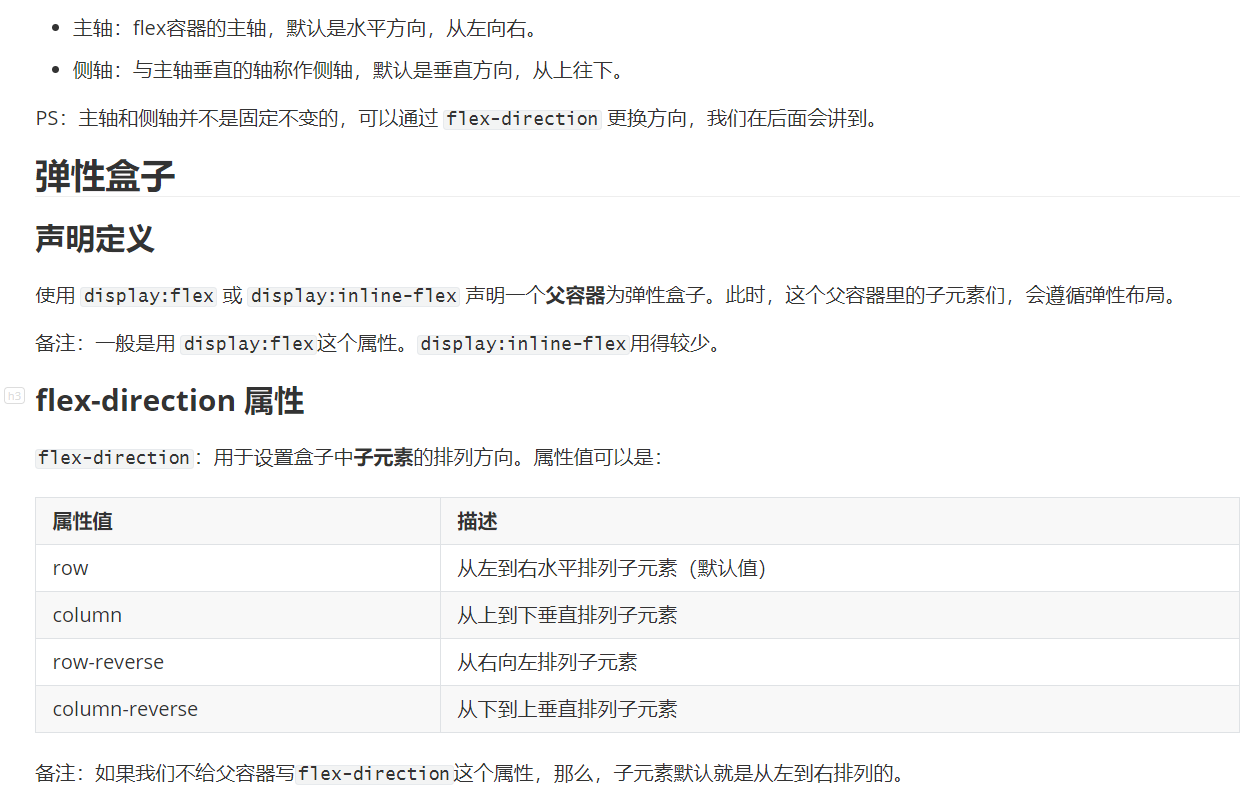 主轴：flex容器的主轴，默认是水平方向，从左向右。
侧轴：与主轴垂直的轴称作侧轴，默认是垂直方向，从上往下。
PS：主轴和侧轴并不是固定不变的，可以通过 flex-direction 更换方向，我们在后面会讲到。
弹性盒子
声明定义
使用 display:flex 或 display:inline-flex 声明一个父容器为弹性盒子。此时，这个父容器里的子元素们，会遵循弹性布局。
备注：一般是用 display:flex这个属性。display:inline-flex用得较少。
h3 flex-direction 属性
flex-direction：用于设置盒子中子元素的排列方向。属性值可以是：
属性值 描述
row 从左到右水平排列子元素（默认值）
column 从上到下垂直排列子元素
row-reverse 从右向左排列子元素
column-reverse 从下到上垂直排列子元素
备注：如果我们不给父容器写flex-direction这个属性，那么，子元素默认就是从左到右排列的。